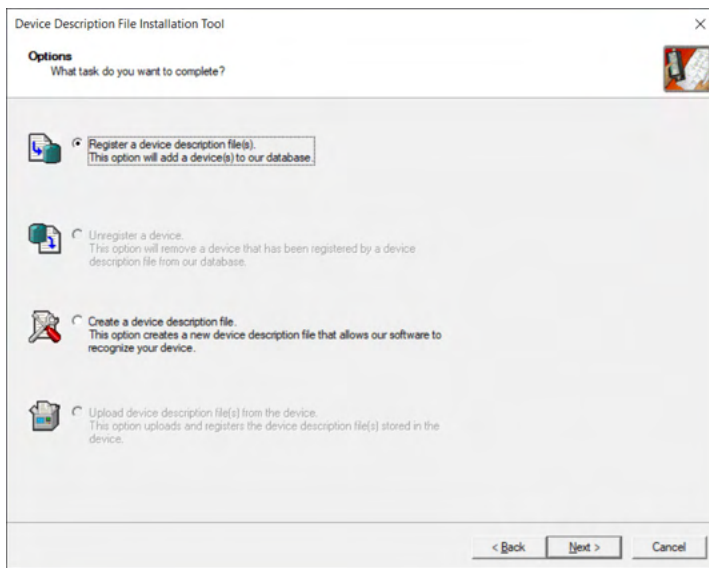 Device Description File Installation Tool
Options
What task do you want to complete?
Register a device description file(s).
This option will add a device(s) to our database.
Unregister a device.
This option will remove a device that has been registered by a device
description file from our database.
Create a device description file.
This option creates a new device description file that allows our software to
recognize your device.
Upload device description file(s) from the device.
This option uploads and registers the device description file(s) stored in the
device.
< Back
Next >
Cancel